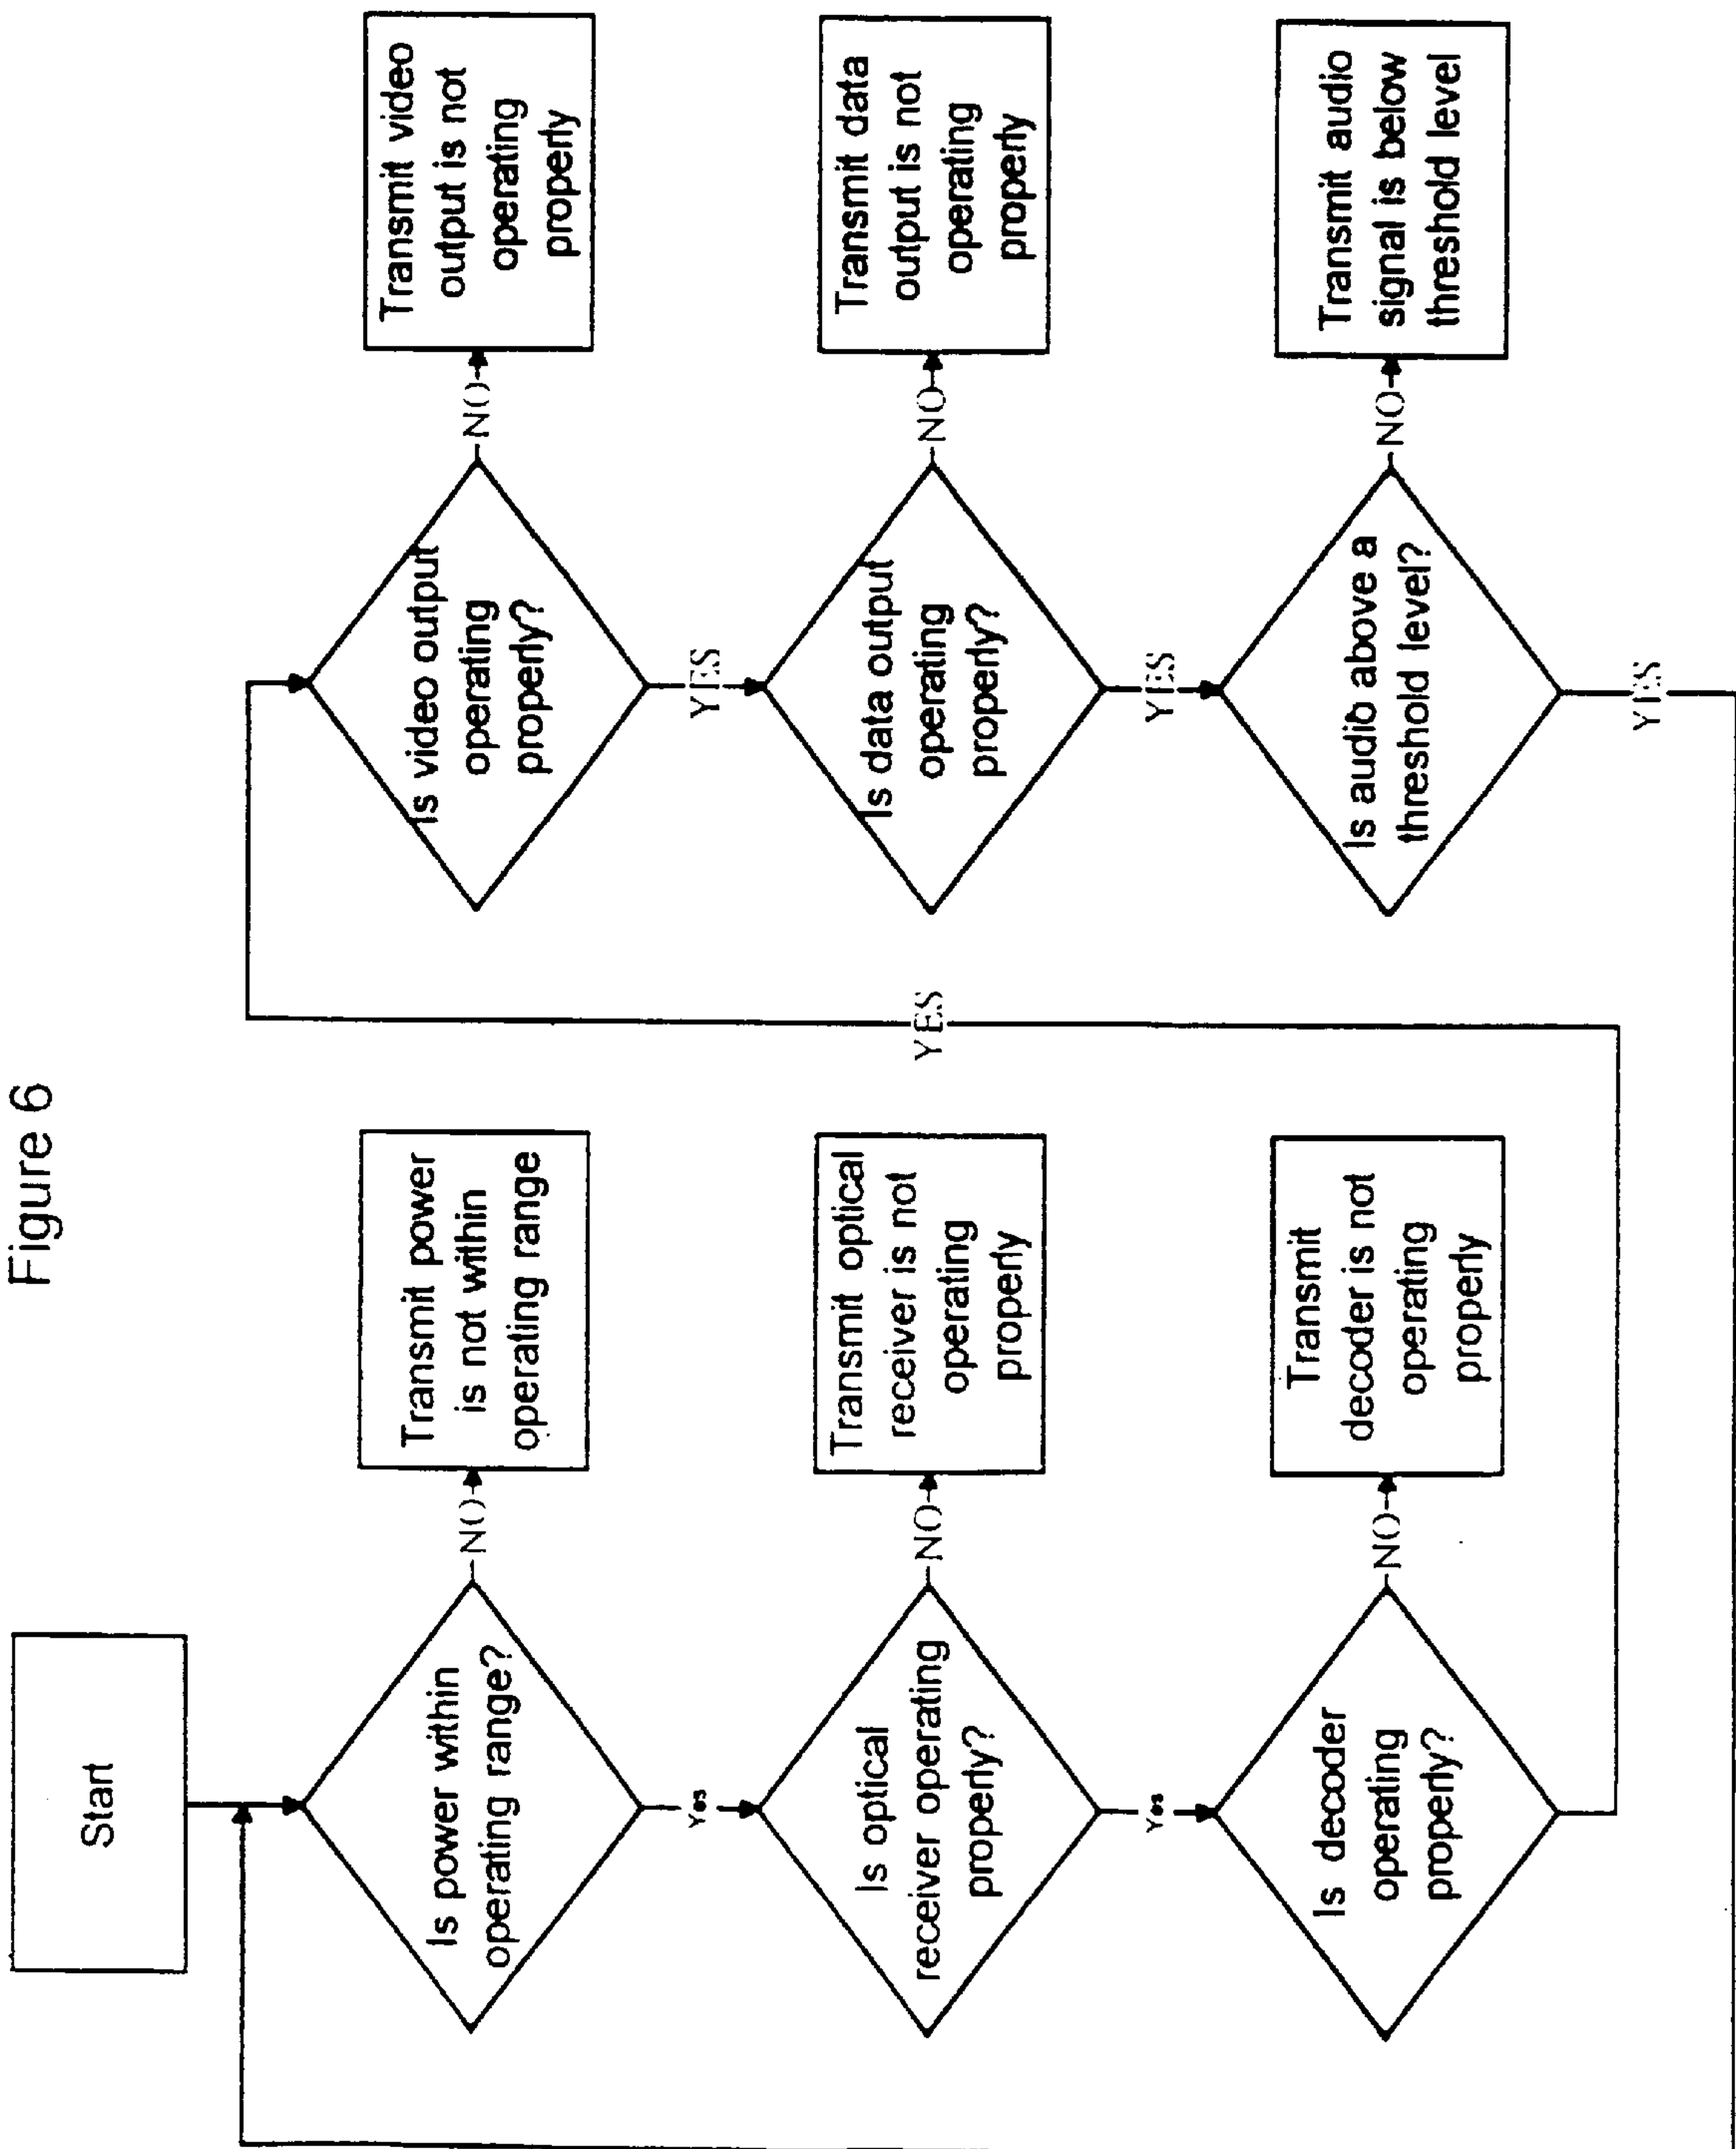 Figure 6
Start
Is power within
operating range?
NO
Transmit power
is not within
operating range
Yes
Is optical
receiver operating
properly?
NO
Transmit optical
receiver is not
operating
properly
Yes
Is decoder
operating
properly?
NO
Transmit
decoder is not
operating
properly
YES
Is video output
operating
properly?
NO
Transmit video
output is not
operating
properly
YES
Is data output
operating
properly?
NO
Transmit data
output is not
operating
properly
YES
Is audio above a
threshold level?
NO
Transmit audio
signal is below
threshold level
YES